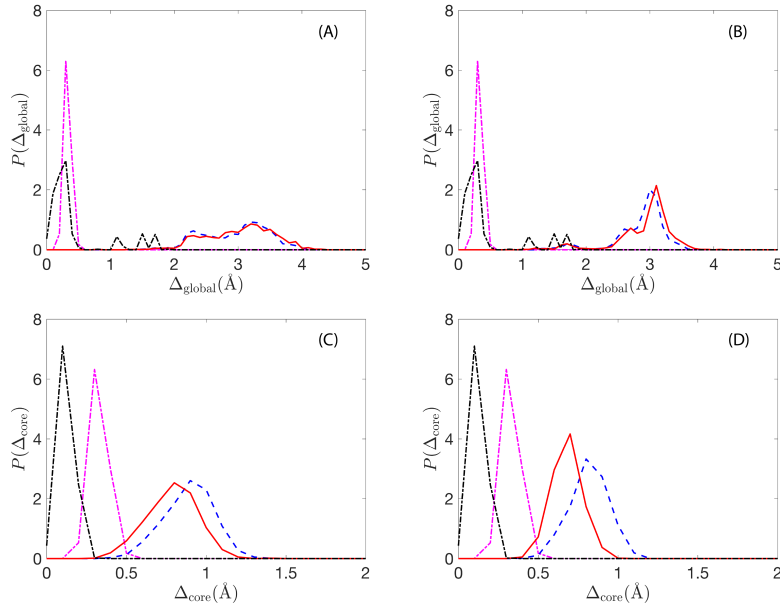 (A)
P(Δglobal)
8
6
4
2
0
0 1 2 3 4 5
Δglobal(Å)
(B)
P(Δglobal)
8
6
4
2
0
0 1 2 3 4 5
Δglobal(Å)
(C)
P(Δcore)
8
6
4
2
0
0 0.5 1 1.5 2
Δcore(Å)
(D)
P(Δcore)
8
6
4
2
0
0 0.5 1 1.5 2
Δcore(Å)